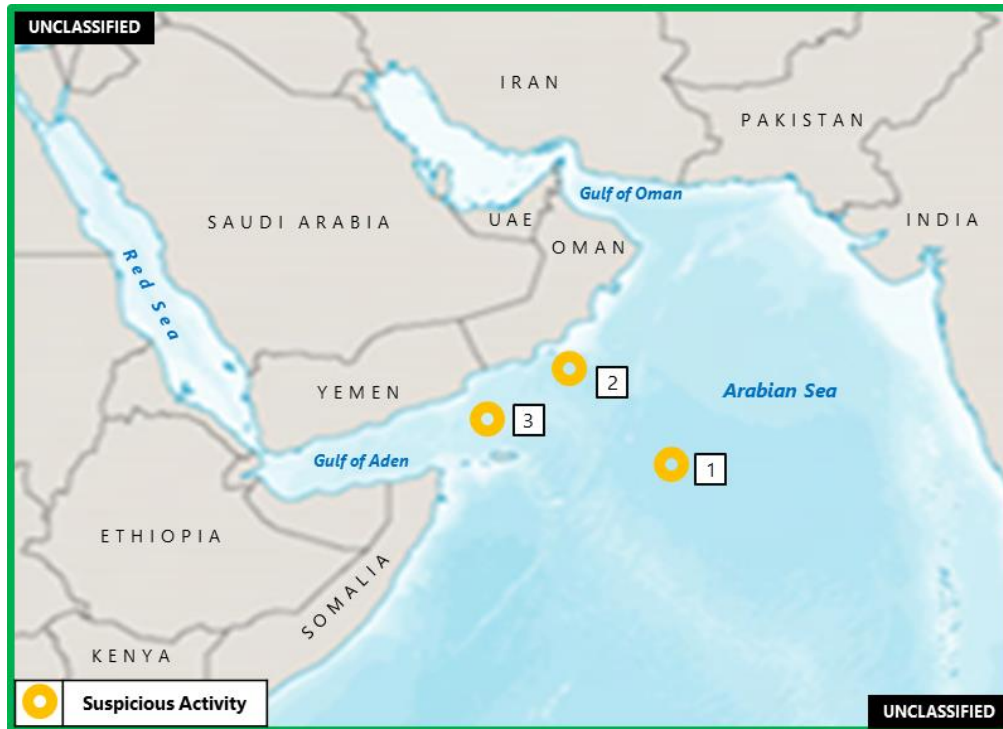 UNCLASSIFIED
IRAN
PAKISTAN
Gulf of Oman
SAUDI ARABIA
UAE
INDIA
OMAN
Red Sea
2
YEMEN
Arabian Sea
3
Gulf of Aden
1
ETHIOPIA
SOMALIA
KENYA
Suspicious Activity
UNCLASSIFIED